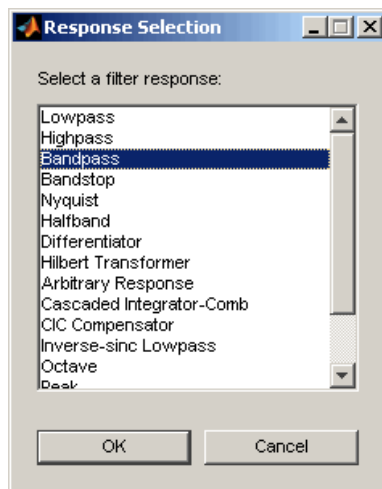 Response Selection
Select a filter response:
Lowpass
Highpass
Bandpass
Bandstop
Nyquist
Halfband
Differentiator
Hilbert Transformer
Arbitrary Response
Cascaded Integrator-Comb
CIC Compensator
Inverse-sinc Lowpass
Octave
Peak
OK
Cancel